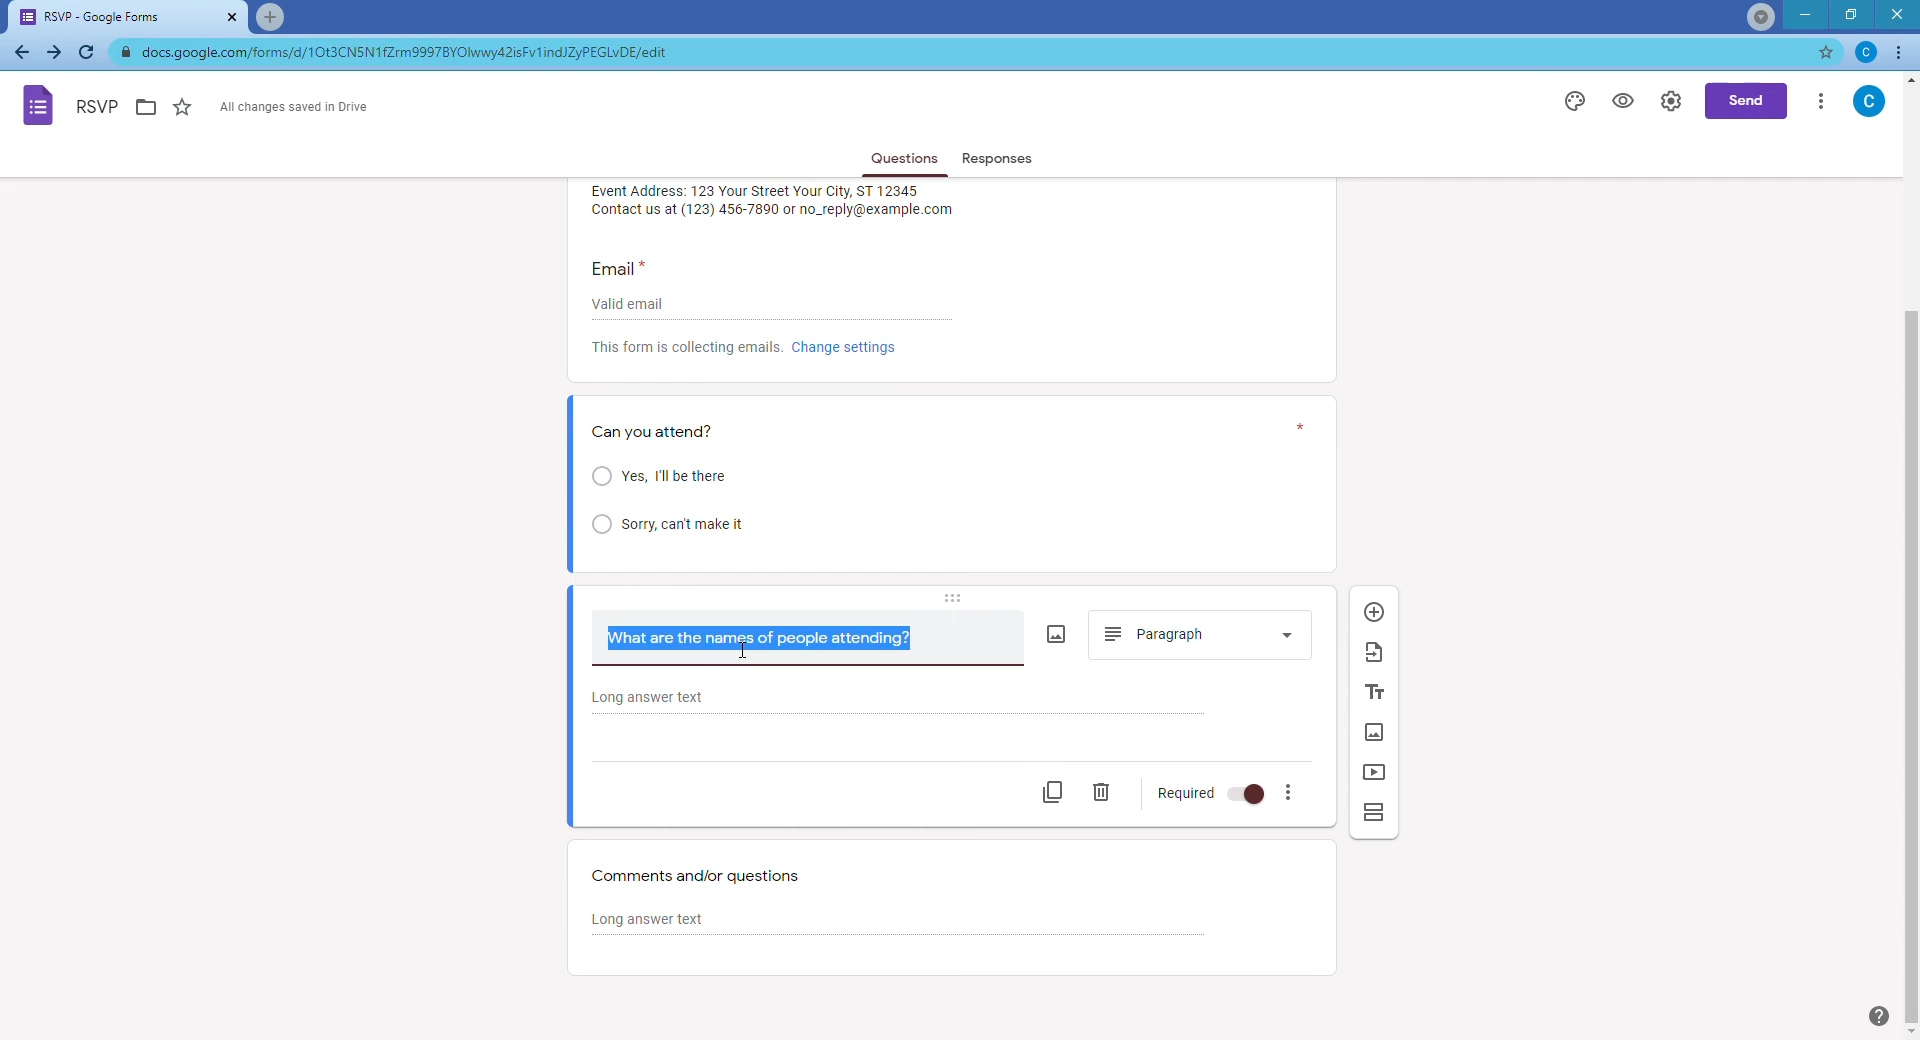 RSVP - Google Forms
docs.google.com/forms/d/1Ot3CN5N1fZrm9997BYOlwwy42isFv1indJZyPEGLvDE/edit
C
RSVP
All changes saved in Drive
Send
C
Questions
Responses
Event Address: 123 Your Street Your City, ST 12345
Contact us at (123) 456-7890 or no_reply@example.com
Email *
Valid email
This form is collecting emails. Change settings
Can you attend? *
Yes, I'll be there
Sorry, can't make it
What are the names of people attending?
Paragraph
Long answer text
Required
Comments and/or questions
Long answer text